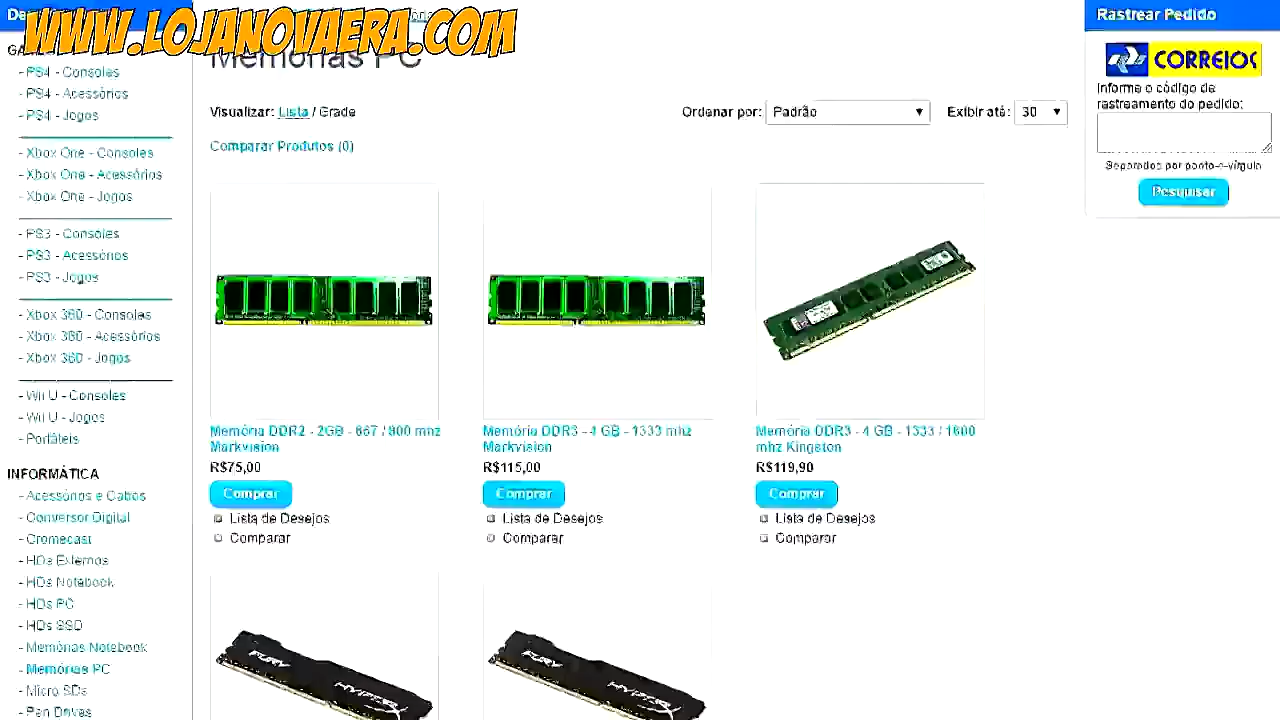 WWW.LOJANOVAERA.COM
Rastrear Pedido
CORREIOS
Informe o código de
rastreamento do pedido:
Separados por ponto-e-vírgula
Pesquisar
- PS4 - Consoles
- PS4 - Acessórios
- PS4 - Jogos
- Xbox One - Consoles
- Xbox One - Acessórios
- Xbox One - Jogos
- PS3 - Consoles
- PS3 - Acessórios
- PS3 - Jogos
- Xbox 360 - Consoles
- Xbox 360 - Acessórios
- Xbox 360 - Jogos
- Wii U - Consoles
- Wii U - Jogos
- Portáteis
INFORMÁTICA
- Acessórios e Cabos
- Conversor Digital
- Cromecast
- HDs Externos
- HDs Notebook
- HDs PC
- HDs SSD
- Memórias Notebook
- Memórias PC
- Micro SDs
- Pen Drives
Memórias PC
Visualizar: Lista / Grade
Ordenar por: Padrão
Exibir até: 30
Comparar Produtos (0)
Memória DDR2 - 2GB - 667 / 800 mhz
Markvision
R$75,00
Comprar
Lista de Desejos
Comparar
Memória DDR3 - 4 GB - 1333 mhz
Markvision
R$115,00
Comprar
Lista de Desejos
Comparar
Memória DDR3 - 4 GB - 1333 / 1600
mhz Kingston
R$119,90
Comprar
Lista de Desejos
Comparar
FURY
HYPERX
FURY
HYPERX